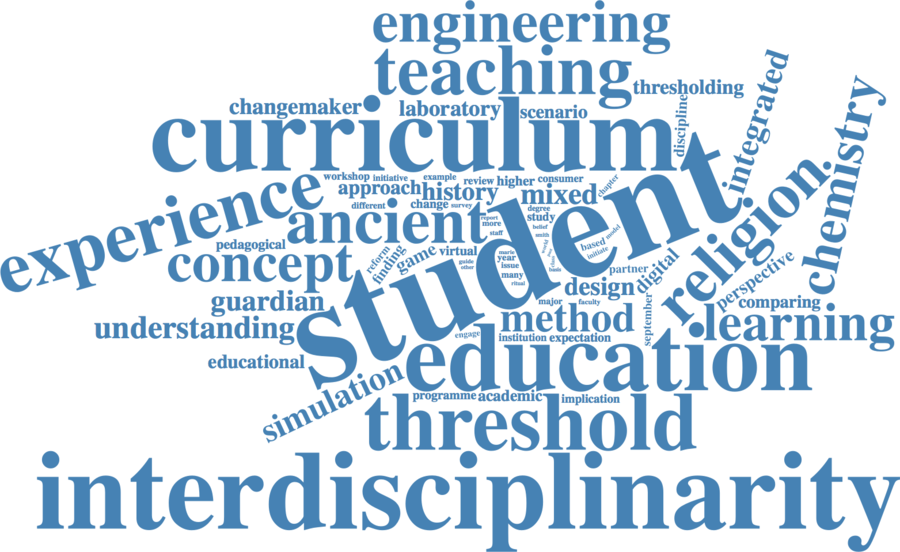 engineering
teaching
thresholding
changemaker
laboratory
scenario
discipline
integrated
curriculum
chemistry
experience
workshop
initiative
example
review
higher
consumer
chapter
approach
history
mixed
different
change
survey
degree
study
report
more
staff
belief
smith
world
student
religion
ancient
pedagogical
reform
finding
game
virtual
year
issue
many
ritual
guide
other
based
model
initiate
class
basic
concept
partner
digital
perspective
guardian
design
major
faculty
september
comparing
understanding
method
learning
engage
institution
expectation
educational
education
simulation
programme
academic
implication
threshold
interdisciplinarity